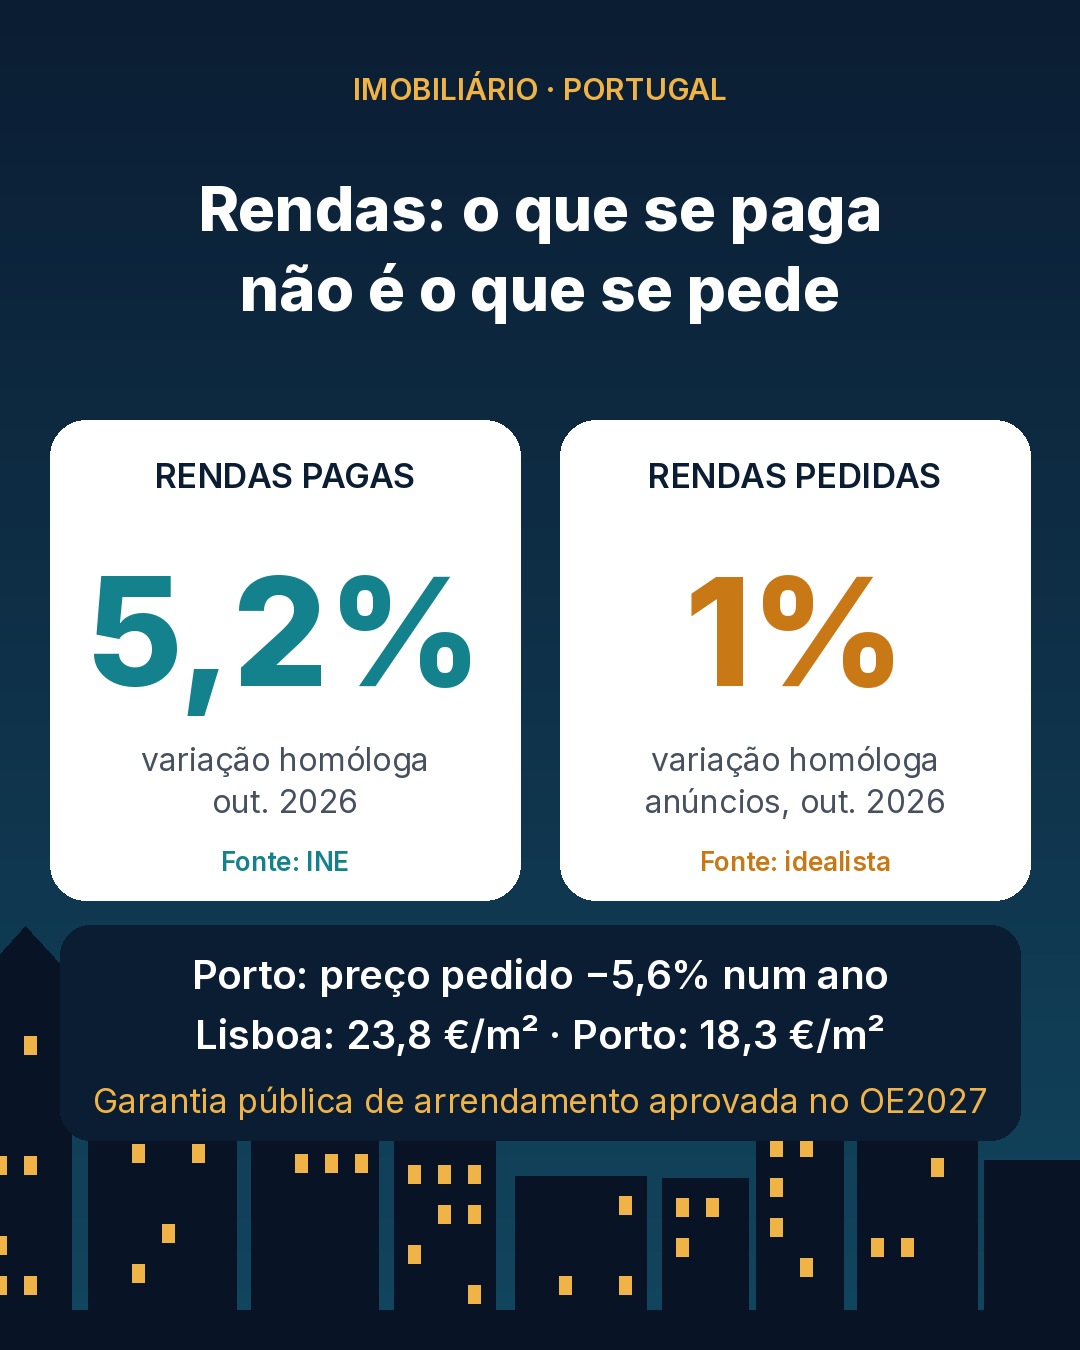 IMOBILIÁRIO · PORTUGAL
Rendas: o que se paga
não é o que se pede
RENDAS PAGAS
5,2%
variação homóloga
out. 2026
Fonte: INE
RENDAS PEDIDAS
1%
variação homóloga
anúncios, out. 2026
Fonte: idealista
Porto: preço pedido −5,6% num ano
Lisboa: 23,8 €/m² · Porto: 18,3 €/m²
Garantia pública de arrendamento aprovada no OE2027